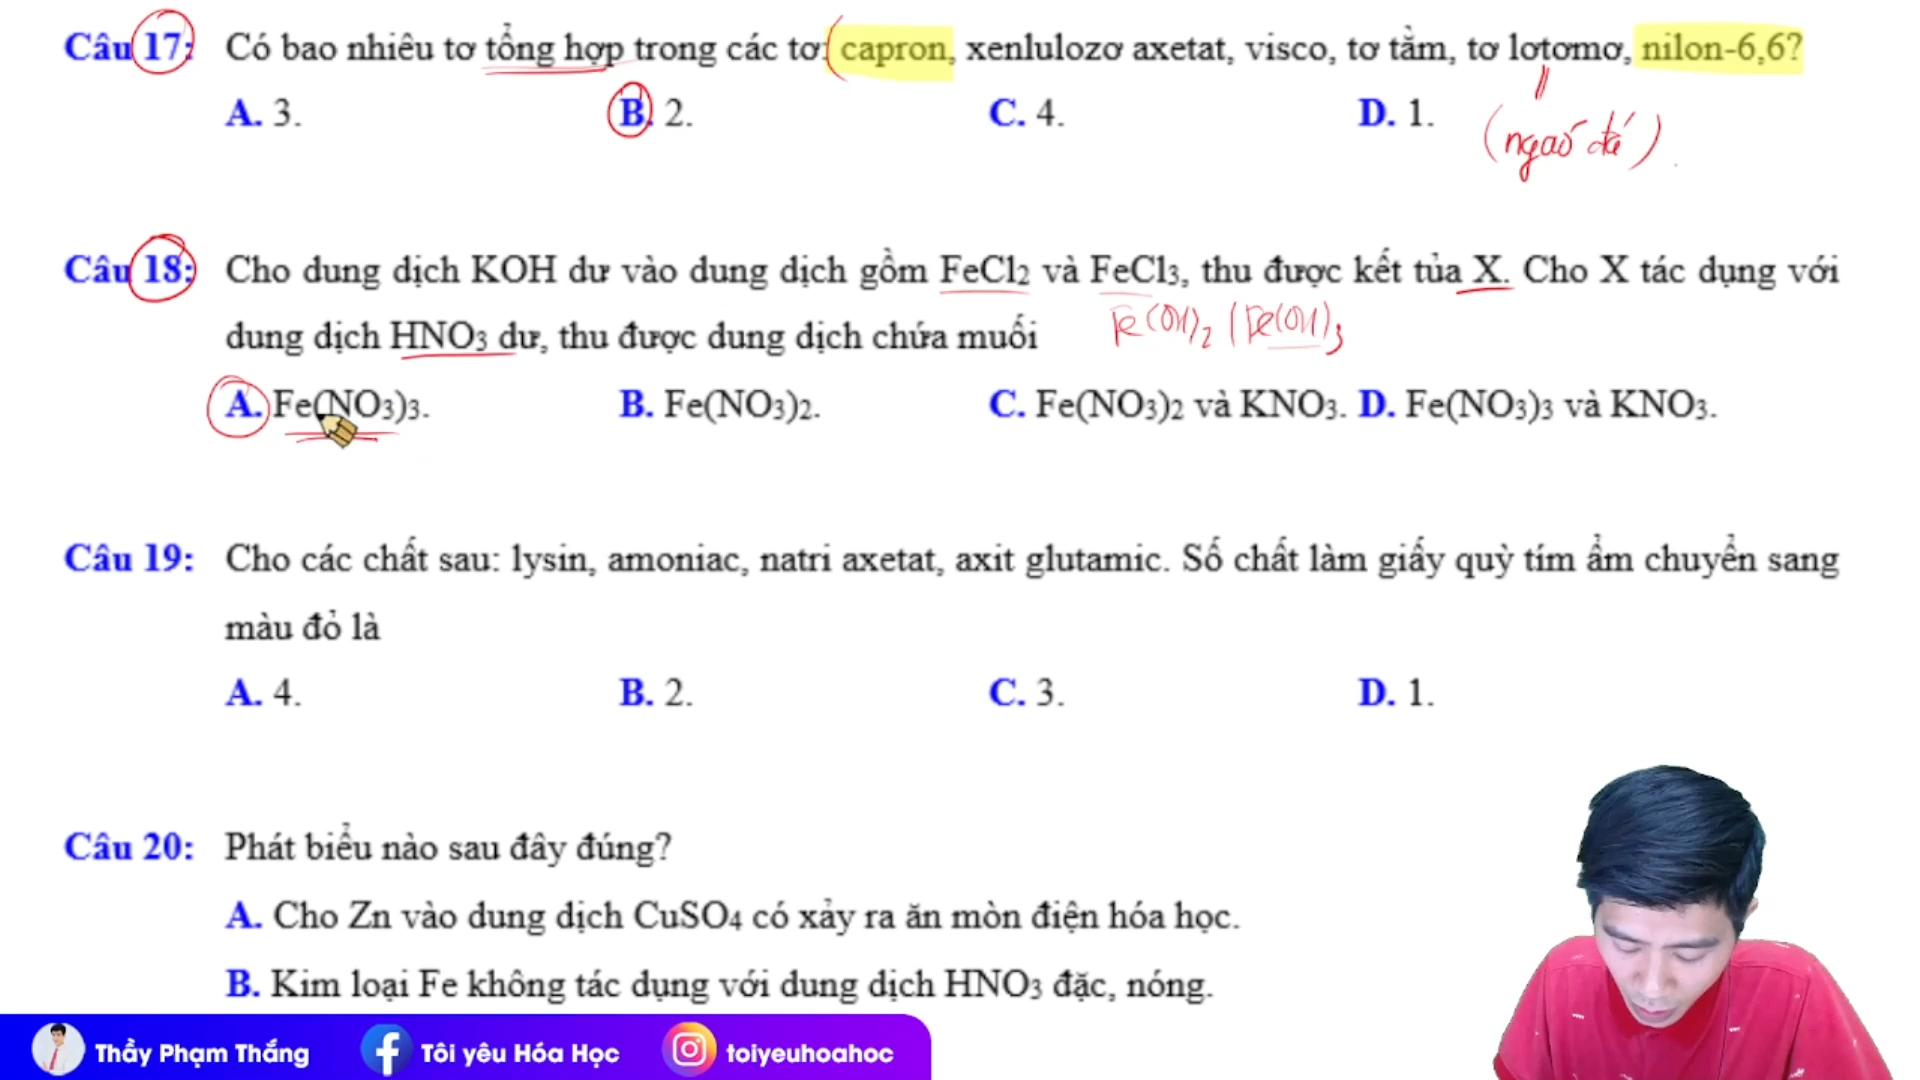 Câu 17: Có bao nhiêu tơ tổng hợp trong các tơ: capron, xenlulozơ axetat, visco, tơ tằm, tơ lơtơmơ, nilon-6,6?
A. 3. B. 2. C. 4. D. 1.
(ngáo đá)
Câu 18: Cho dung dịch KOH dư vào dung dịch gồm FeCl2 và FeCl3, thu được kết tủa X. Cho X tác dụng với
dung dịch HNO3 dư, thu được dung dịch chứa muối
Fe(OH)2 | Fe(OH)3
A. Fe(NO3)3. B. Fe(NO3)2. C. Fe(NO3)2 và KNO3. D. Fe(NO3)3 và KNO3.
Câu 19: Cho các chất sau: lysin, amoniac, natri axetat, axit glutamic. Số chất làm giấy quỳ tím ẩm chuyển sang
màu đỏ là
A. 4. B. 2. C. 3. D. 1.
Câu 20: Phát biểu nào sau đây đúng?
A. Cho Zn vào dung dịch CuSO4 có xảy ra ăn mòn điện hóa học.
B. Kim loại Fe không tác dụng với dung dịch HNO3 đặc, nóng.
Thầy Phạm Thắng Tôi yêu Hóa Học toiyeuhoahoc